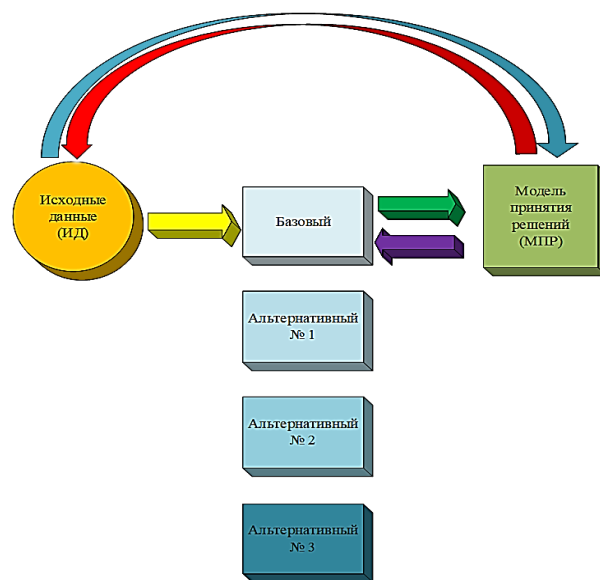 Исходные
данные
(ИД)
Базовый
Модель
принятия
решений
(МПР)
Альтернативный
№ 1
Альтернативный
№ 2
Альтернативный
№ 3